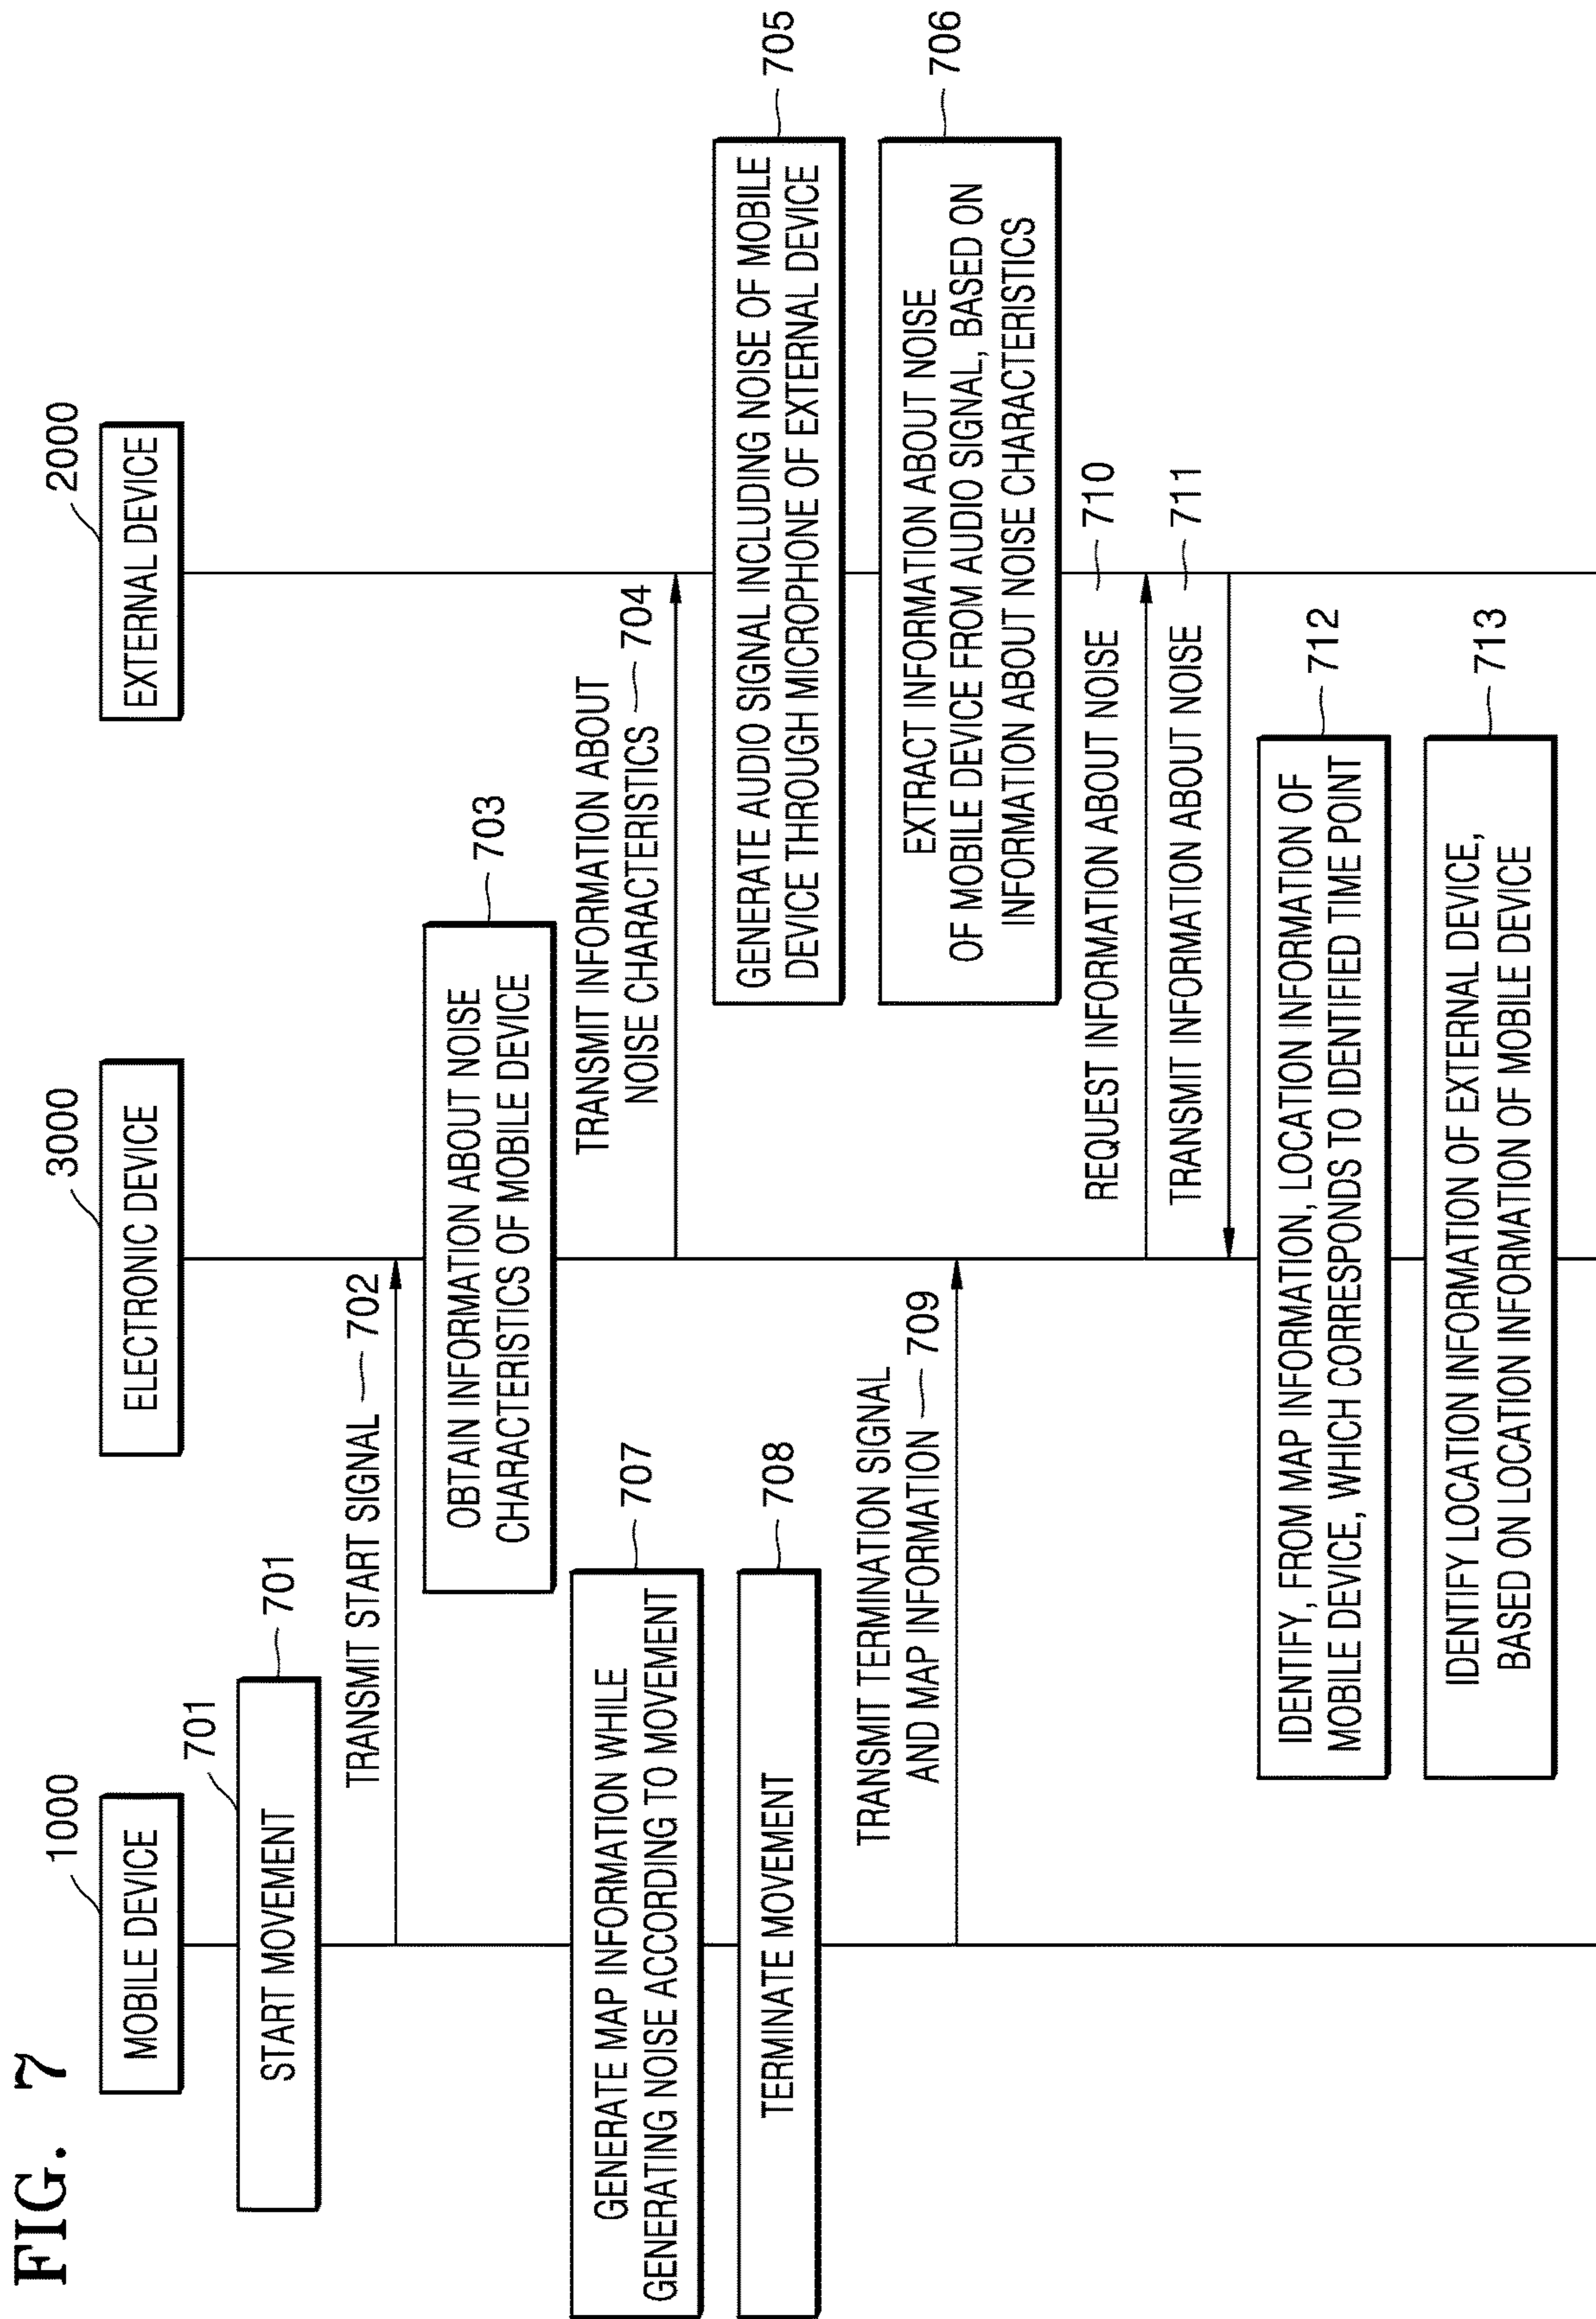 FIG. 7
1000
MOBILE DEVICE
3000
ELECTRONIC DEVICE
2000
EXTERNAL DEVICE
701
START MOVEMENT
701
TRANSMIT START SIGNAL
702
OBTAIN INFORMATION ABOUT NOISE
CHARACTERISTICS OF MOBILE DEVICE
703
TRANSMIT INFORMATION ABOUT
NOISE CHARACTERISTICS
704
GENERATE AUDIO SIGNAL INCLUDING NOISE OF MOBILE
DEVICE THROUGH MICROPHONE OF EXTERNAL DEVICE
705
EXTRACT INFORMATION ABOUT NOISE
OF MOBILE DEVICE FROM AUDIO SIGNAL, BASED ON
INFORMATION ABOUT NOISE CHARACTERISTICS
706
GENERATE MAP INFORMATION WHILE
GENERATING NOISE ACCORDING TO MOVEMENT
707
TERMINATE MOVEMENT
708
TRANSMIT TERMINATION SIGNAL
AND MAP INFORMATION
709
REQUEST INFORMATION ABOUT NOISE
710
TRANSMIT INFORMATION ABOUT NOISE
711
IDENTIFY, FROM MAP INFORMATION, LOCATION INFORMATION OF
MOBILE DEVICE, WHICH CORRESPONDS TO IDENTIFIED TIME POINT
712
IDENTIFY LOCATION INFORMATION OF EXTERNAL DEVICE,
BASED ON LOCATION INFORMATION OF MOBILE DEVICE
713